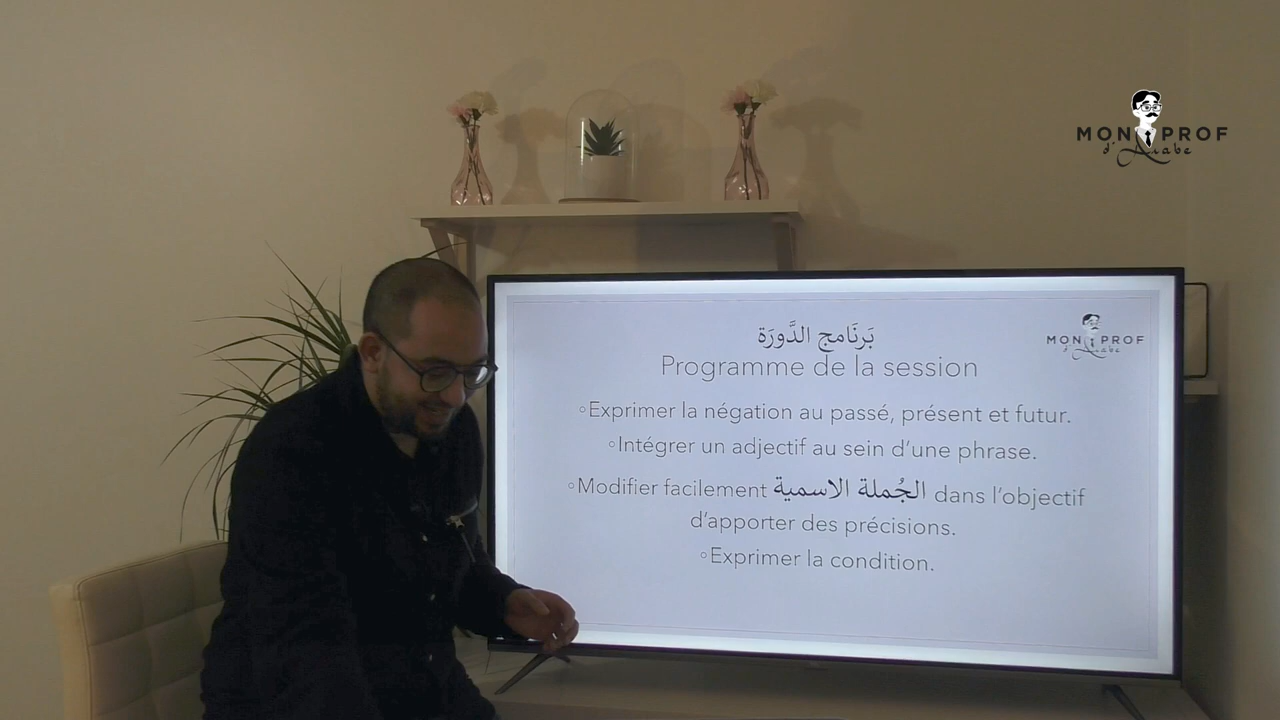 MON PROF
d'Arabe
بَرنَامج الدَّورَة
MON PROF
d'Arabe
Programme de la session
◦Exprimer la négation au passé, présent et futur.
◦Intégrer un adjectif au sein d'une phrase.
◦Modifier facilement الجُملة الاسمية dans l'objectif
d'apporter des précisions.
◦Exprimer la condition.